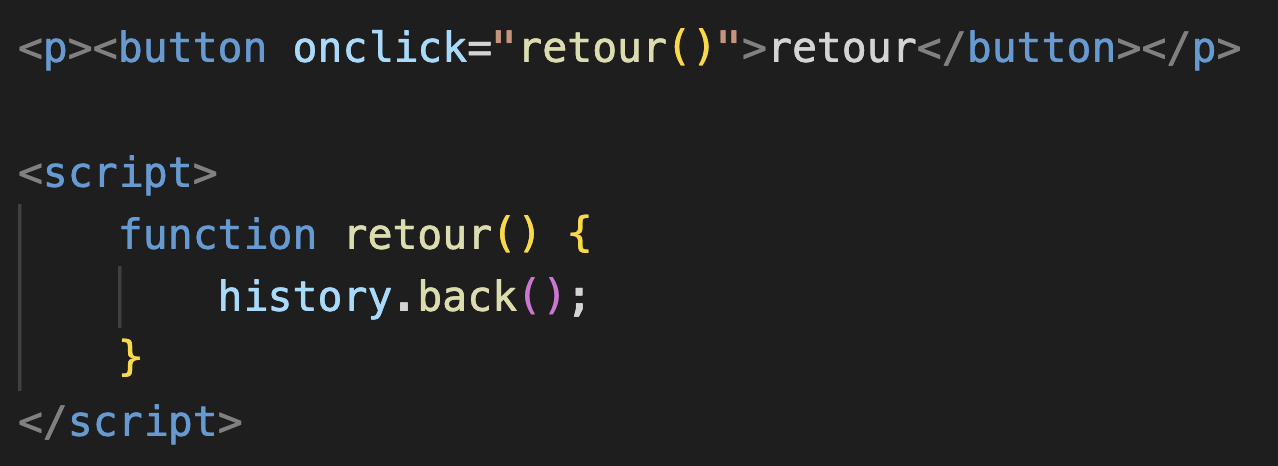 <p><button onclick="retour()">retour</button></p>
<script>
function retour() {
history.back();
}
</script>